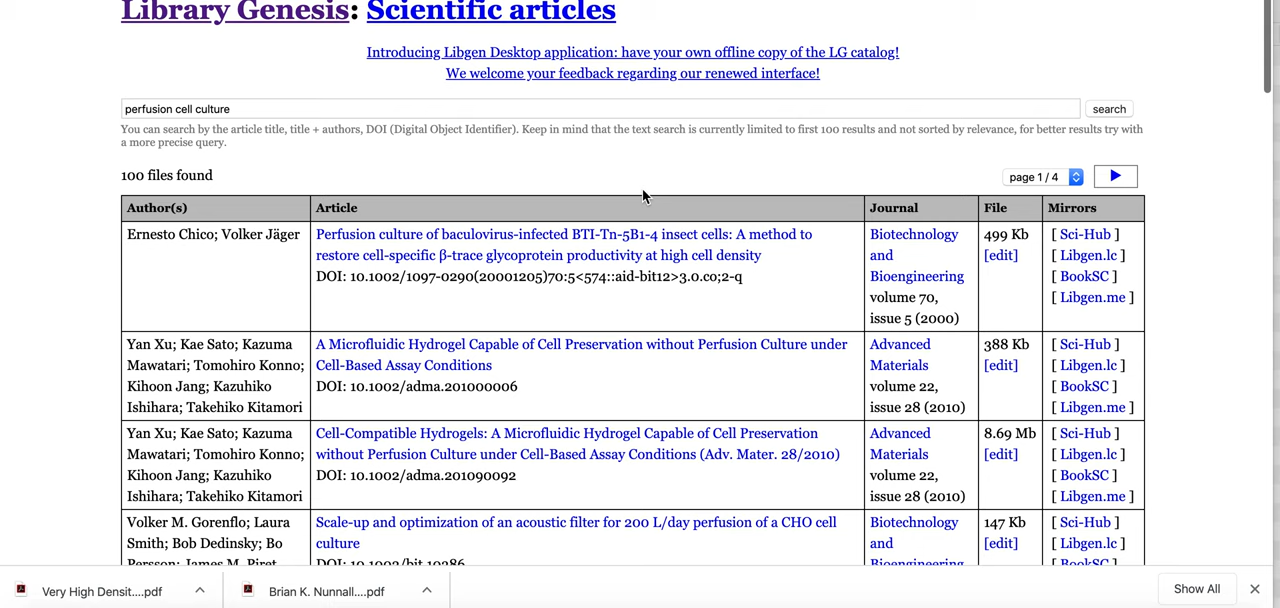 Library Genesis: Scientific articles
Introducing Libgen Desktop application: have your own offline copy of the LG catalog!
We welcome your feedback regarding our renewed interface!
perfusion cell culture
search
You can search by the article title, title + authors, DOI (Digital Object Identifier). Keep in mind that the text search is currently limited to first 100 results and not sorted by relevance, for better results try with
a more precise query.
100 files found
page 1 / 4
Author(s) Article Journal File Mirrors
Ernesto Chico; Volker Jäger Perfusion culture of baculovirus-infected BTI-Tn-5B1-4 insect cells: A method to Biotechnology 499 Kb [ Sci-Hub ]
restore cell-specific β-trace glycoprotein productivity at high cell density and [edit] [ Libgen.lc ]
DOI: 10.1002/1097-0290(20001205)70:5<574::aid-bit12>3.0.co;2-q Bioengineering [ BookSC ]
volume 70, [ Libgen.me ]
issue 5 (2000)
Yan Xu; Kae Sato; Kazuma A Microfluidic Hydrogel Capable of Cell Preservation without Perfusion Culture under Advanced 388 Kb [ Sci-Hub ]
Mawatari; Tomohiro Konno; Cell-Based Assay Conditions Materials [edit] [ Libgen.lc ]
Kihoon Jang; Kazuhiko DOI: 10.1002/adma.201000006 volume 22, [ BookSC ]
Ishihara; Takehiko Kitamori issue 28 (2010) [ Libgen.me ]
Yan Xu; Kae Sato; Kazuma Cell-Compatible Hydrogels: A Microfluidic Hydrogel Capable of Cell Preservation Advanced 8.69 Mb [ Sci-Hub ]
Mawatari; Tomohiro Konno; without Perfusion Culture under Cell-Based Assay Conditions (Adv. Mater. 28/2010) Materials [edit] [ Libgen.lc ]
Kihoon Jang; Kazuhiko DOI: 10.1002/adma.201090092 volume 22, [ BookSC ]
Ishihara; Takehiko Kitamori issue 28 (2010) [ Libgen.me ]
Volker M. Gorenflo; Laura Scale-up and optimization of an acoustic filter for 200 L/day perfusion of a CHO cell Biotechnology 147 Kb [ Sci-Hub ]
Smith; Bob Dedinsky; Bo culture and [edit] [ Libgen.lc ]
Persson; James M. Piret DOI: 10.1002/bit.10386 Bioengineering [ BookSC ]
Very High Densit....pdf Brian K. Nunnall....pdf Show All